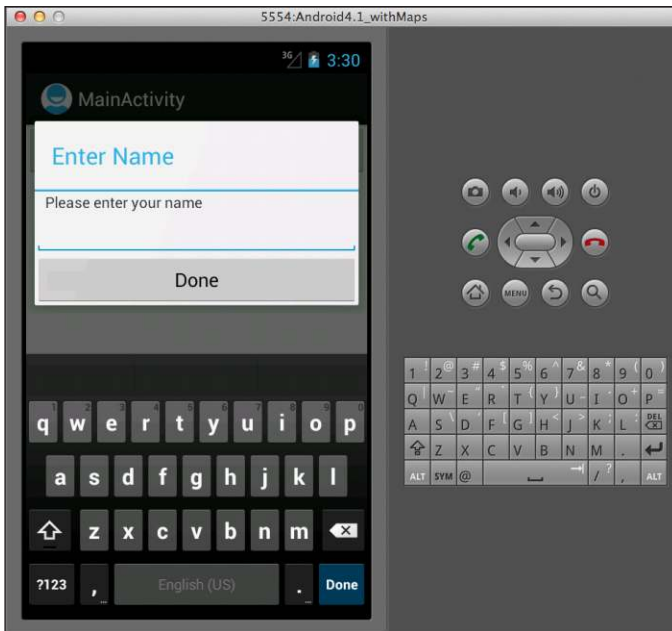 5554:Android4.1_withMaps
3G 3:30
MainActivity
Enter Name
Please enter your name
Done
q w e r t y u i o p
a s d f g h j k l
z x c v b n m
?123 , English (US) . Done
MENU
1 ! 2 @ 3 # 4 $ 5 % 6 ^ 7 & 8 * 9 ( 0 )
Q | W ~ E " R ` T { Y } U _ I - O + P =
A S \ D ' F [ G ] H < J > K ; L : DEL
Z X C V B N M .
ALT SYM @ / ? , ALT